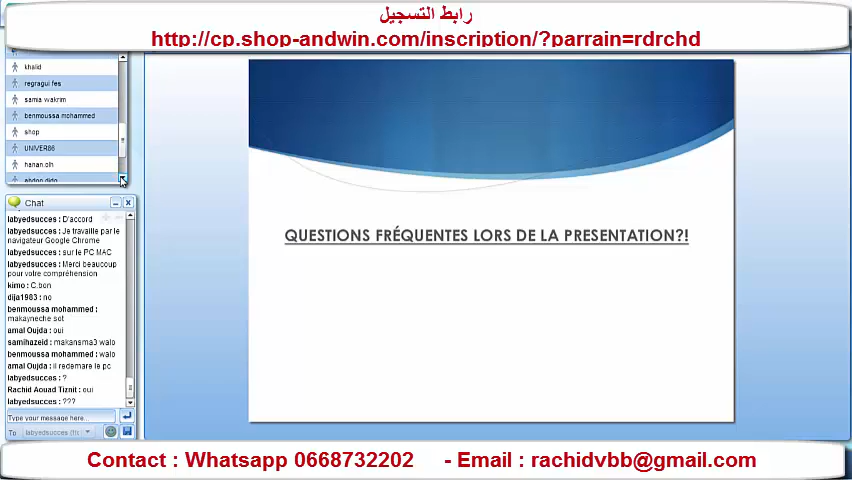 رابط التسجيل
http://cp.shop-andwin.com/inscription/?parrain=rdrchd
khalid
regragui fes
samia wakrim
benmoussa mohammed
shop
UNIVER86
hanan.olh
Chat
labyedsucces : D'accord
labyedsucces : Je travaille par le
navigateur Google Chrome
labyedsucces : sur le PC MAC
labyedsucces : Merci beaucoup
pour votre compréhension
kimo : C.bon
dija1983 : no
benmoussa mohammed :
makayneche sot
amal Oujda : oui
samihazeid : makansma3 walo
benmoussa mohammed : walo
amal Oujda : il redemare le pc
labyedsucces : ?
Rachid Aouad Tiznit : oui
labyedsucces : ???
Type your message here...
To labyedsucces
QUESTIONS FRÉQUENTES LORS DE LA PRESENTATION?!
Contact : Whatsapp 0668732202 - Email : rachidvbb@gmail.com